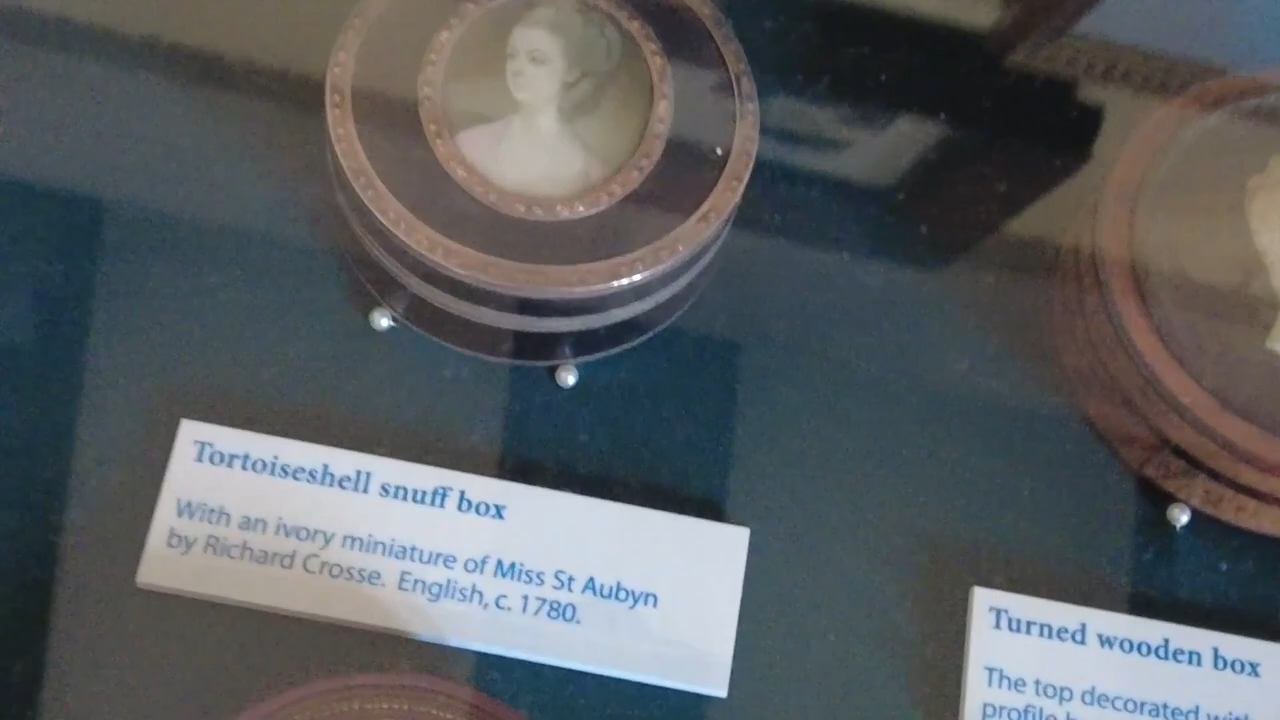 Tortoiseshell snuff box
With an ivory miniature of Miss St Aubyn
by Richard Crosse. English, c. 1780.
Turned wooden box
The top decorated with
profile